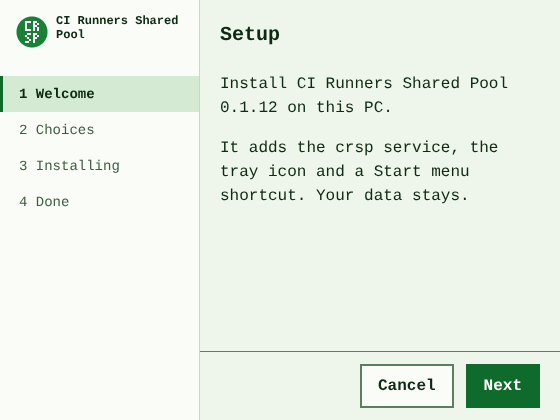 CR
SP
CI Runners Shared
Pool
1 Welcome
2 Choices
3 Installing
4 Done
Setup
Install CI Runners Shared Pool
0.1.12 on this PC.
It adds the crsp service, the
tray icon and a Start menu
shortcut. Your data stays.
Cancel
Next